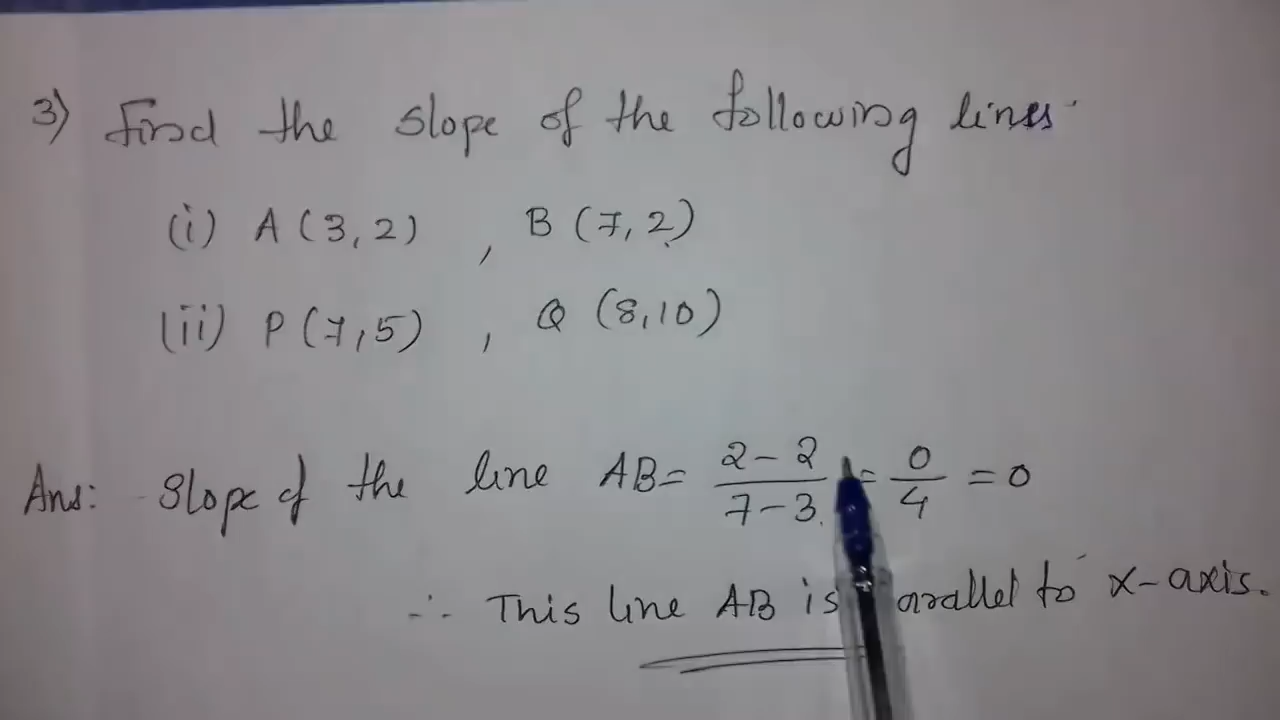 3) Find the slope of the following lines.
(i) A (3, 2) , B (7, 2)
(ii) P (7, 5) , Q (8, 10)
Ans: Slope of the line AB = 2 - 2 / 7 - 3 = 0 / 4 = 0
∴ This line AB is arallel to x-axis.